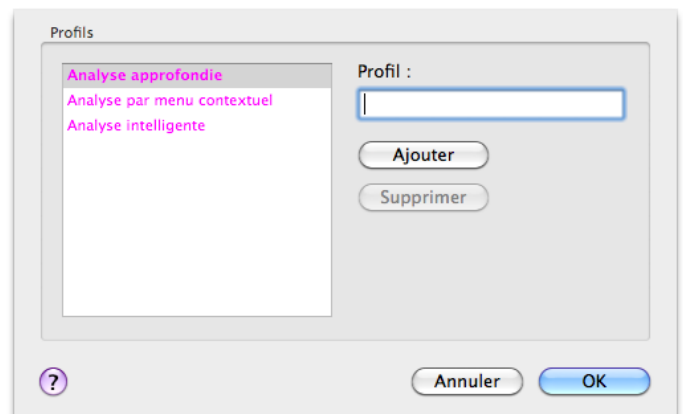 Profils
Analyse approfondie
Analyse par menu contextuel
Analyse intelligente
Profil :
Ajouter
Supprimer
?
Annuler
OK